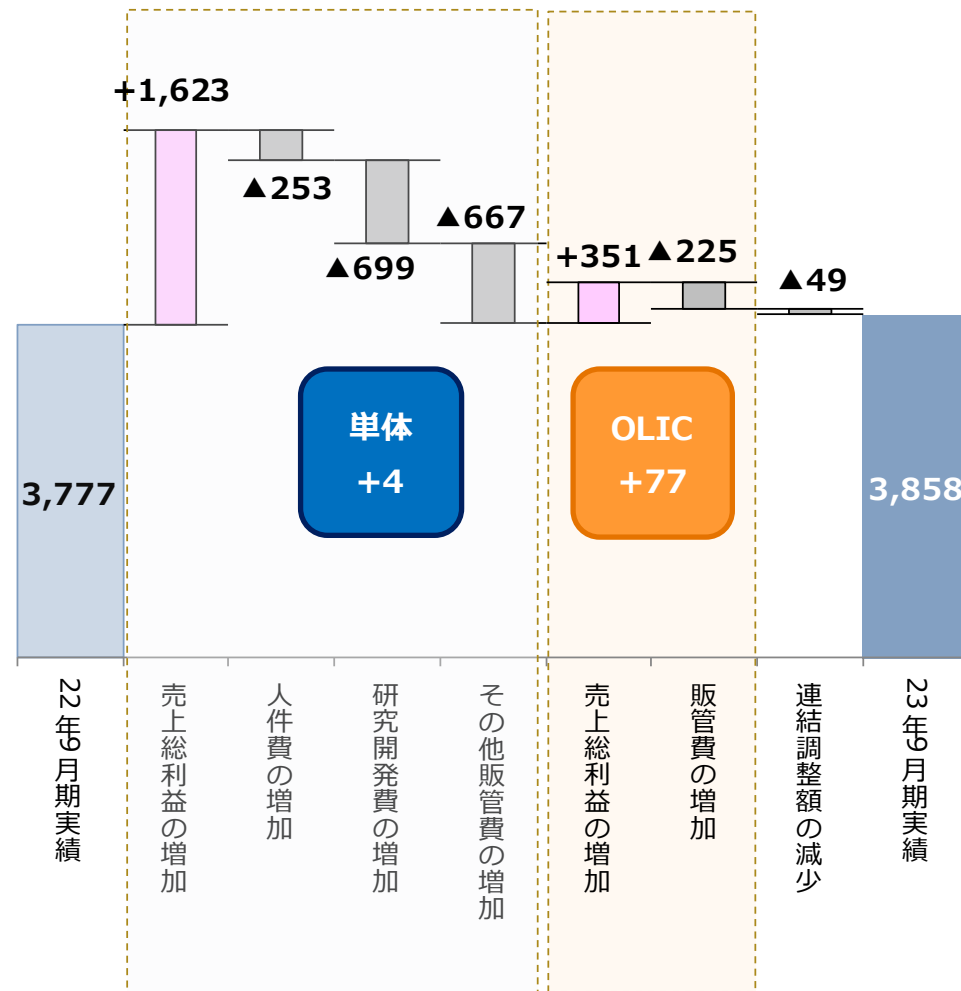 +1,623
▲253
▲699
▲667
+351
▲225
▲49
単体
+4
OLIC
+77
3,777
3,858
22年9月期実績
売上総利益の増加
人件費の増加
研究開発費の増加
その他販管費の増加
売上総利益の増加
販管費の増加
連結調整額の減少
23年9月期実績